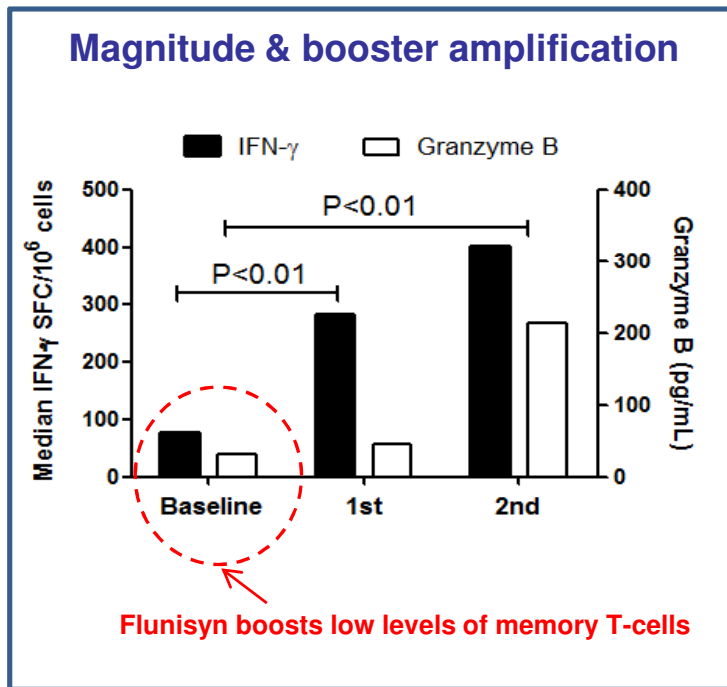 Magnitude & booster amplification
IFN-γ Granzyme B
Median IFN-γ SFC/10⁶ cells
500
400
300
200
100
0
P<0.01
P<0.01
400
300
200
100
0
Granzyme B (pg/mL)
Baseline 1st 2nd
Flunisyn boosts low levels of memory T-cells